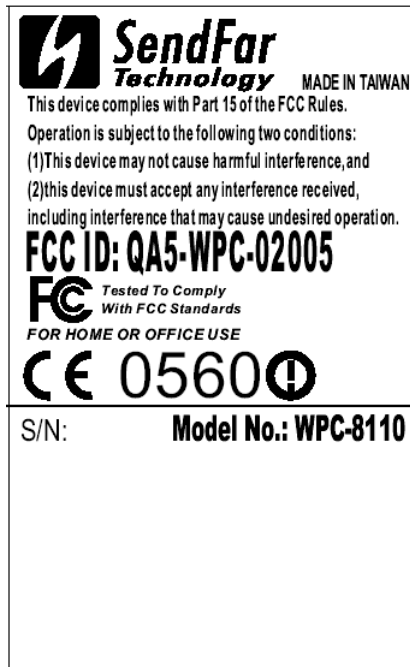 SendFar
Technology MADE IN TAIWAN
This device complies with Part 15 of the FCC Rules.
Operation is subject to the following two conditions:
(1)This device may not cause harmful interference,and
(2)this device must accept any interference received,
including interference that may cause undesired operation.
FCC ID: QA5-WPC-02005
FC Tested To Comply
With FCC Standards
FOR HOME OR OFFICE USE
CE 0560
S/N: Model No.: WPC-8110